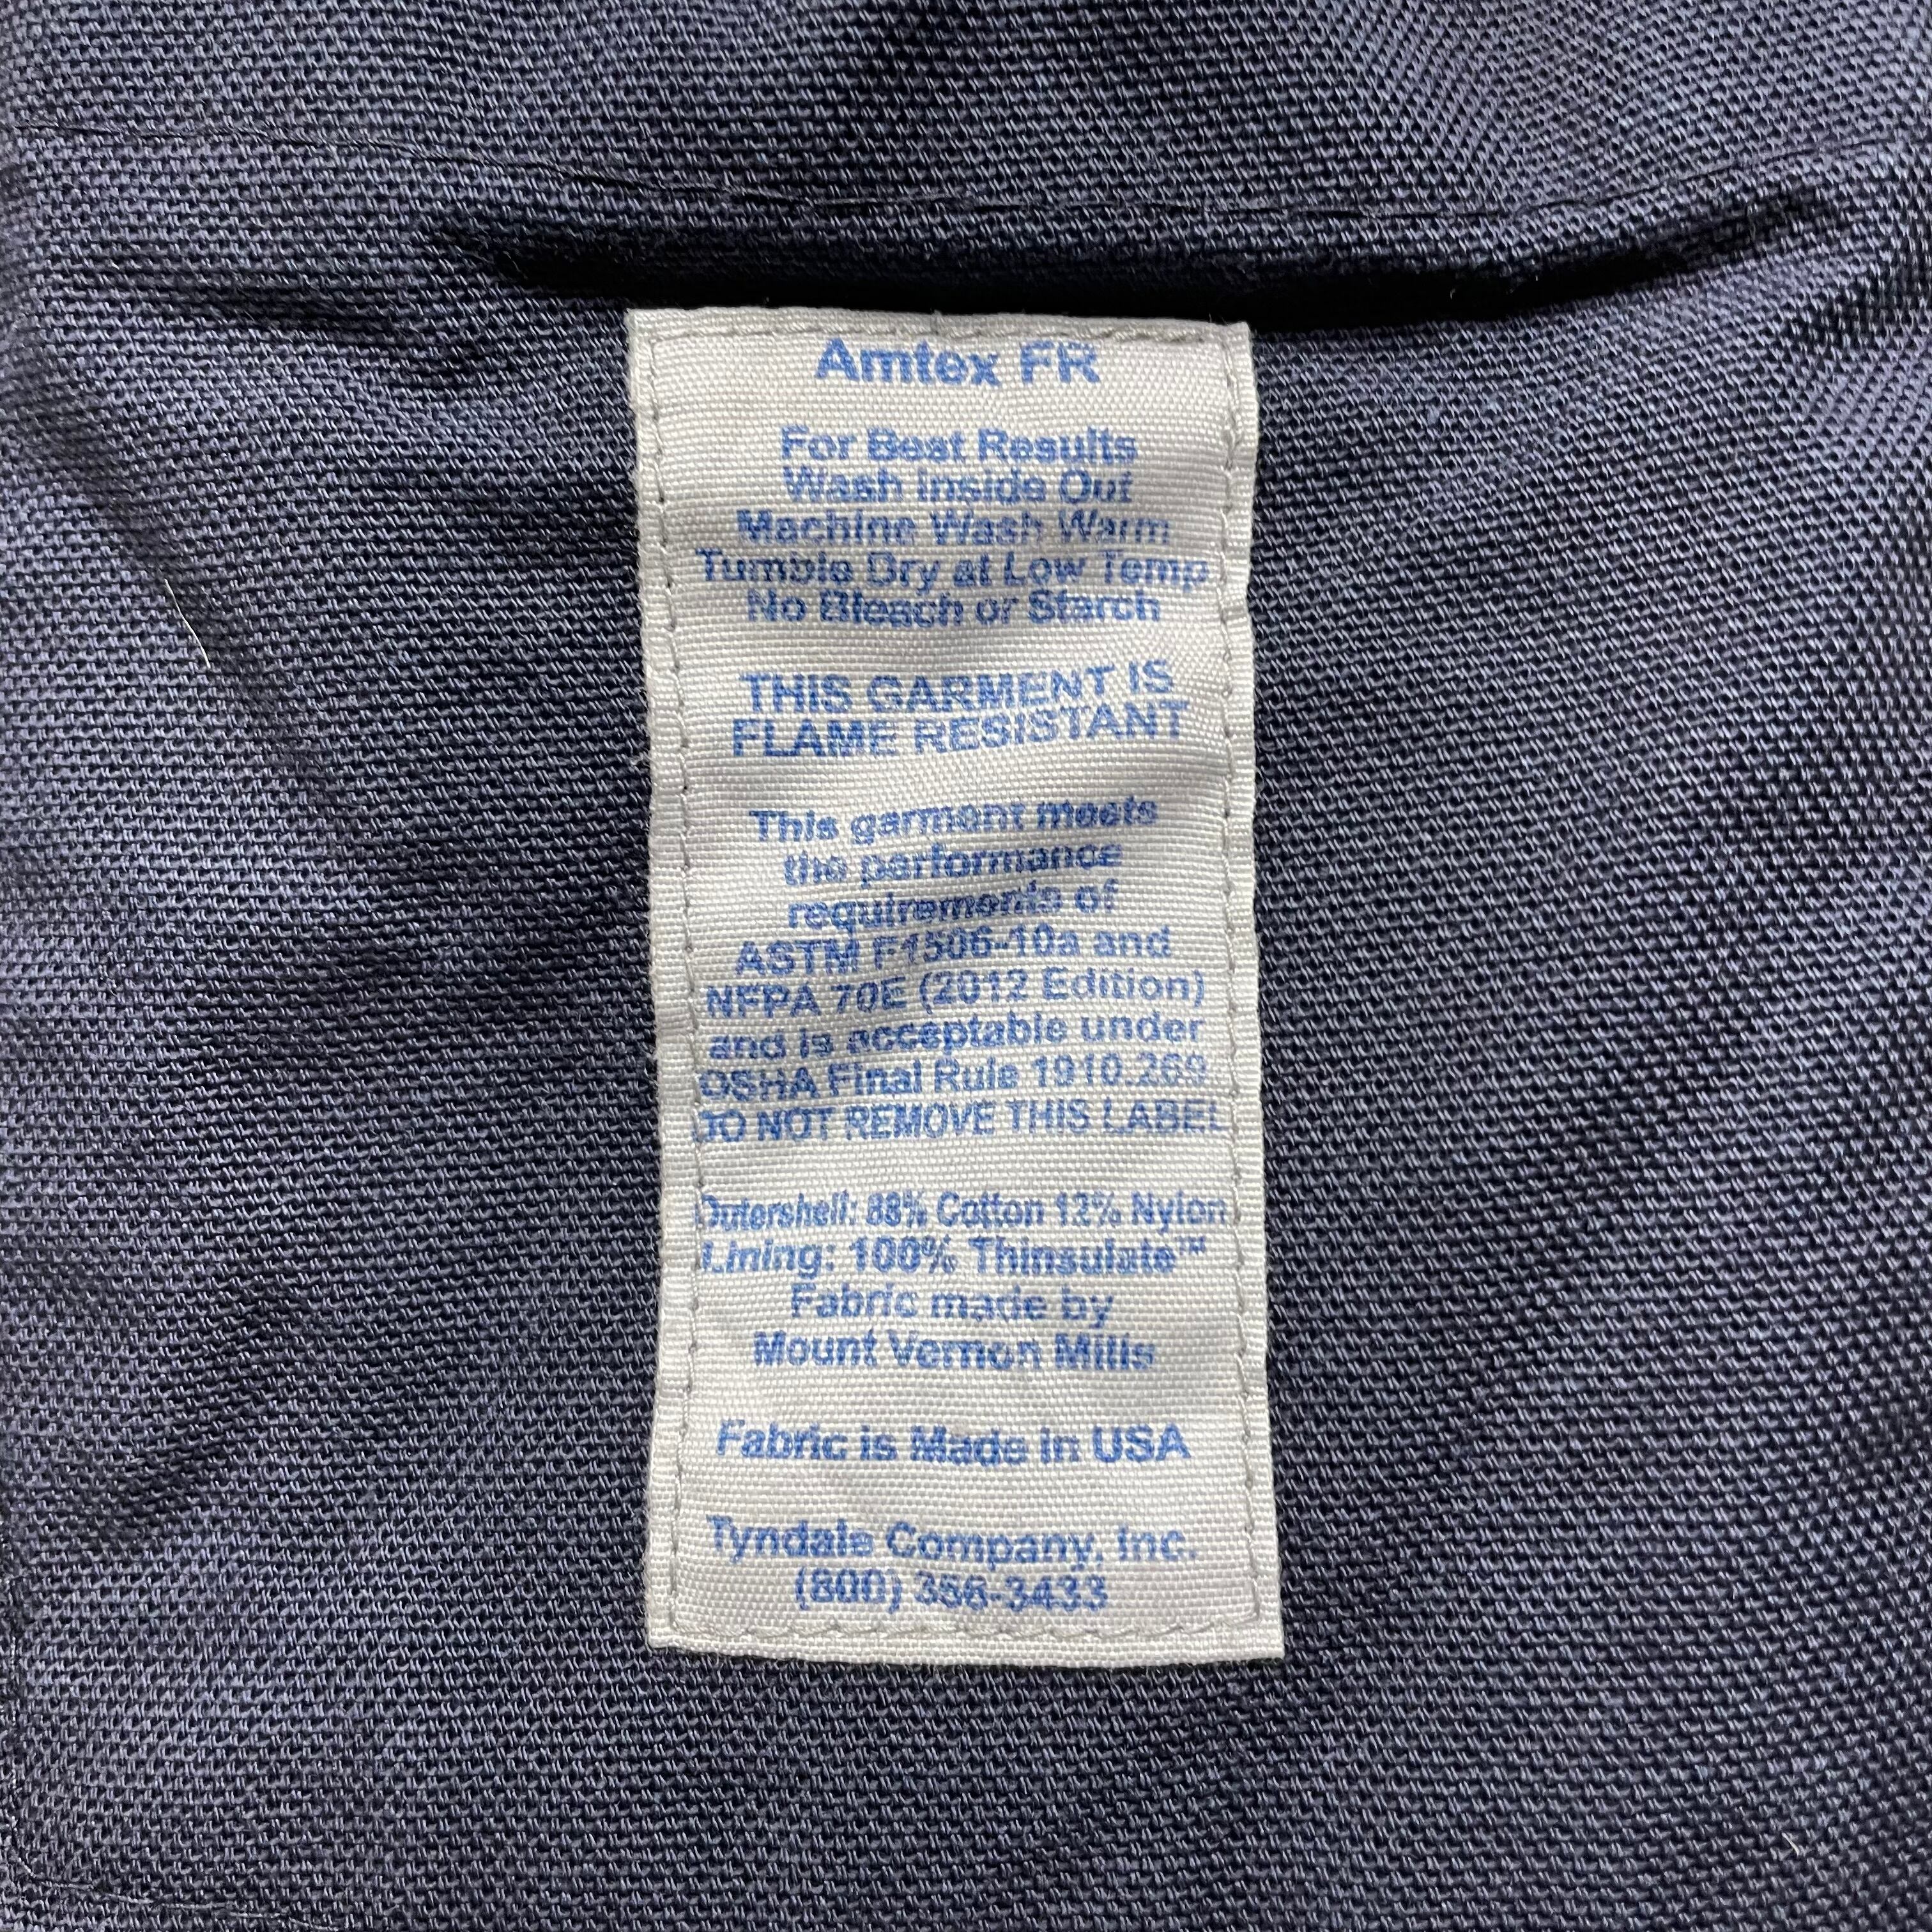 Amtex FR
For Best Results
Wash Inside Out
Machine Wash Warm
Tumble Dry at Low Temp
No Bleach or Starch
THIS GARMENT IS
FLAME RESISTANT
This garment meets
the performance
requirements of
ASTM F1506-10a and
NFPA 70E (2012 Edition)
and is acceptable under
OSHA Final Rule 1910.269
DO NOT REMOVE THIS LABEL
Outershell: 88% Cotton 12% Nylon
Lining: 100% Thinsulate™
Fabric made by
Mount Vernon Mills
Fabric is Made in USA
Tyndale Company, Inc.
(800) 356-3433